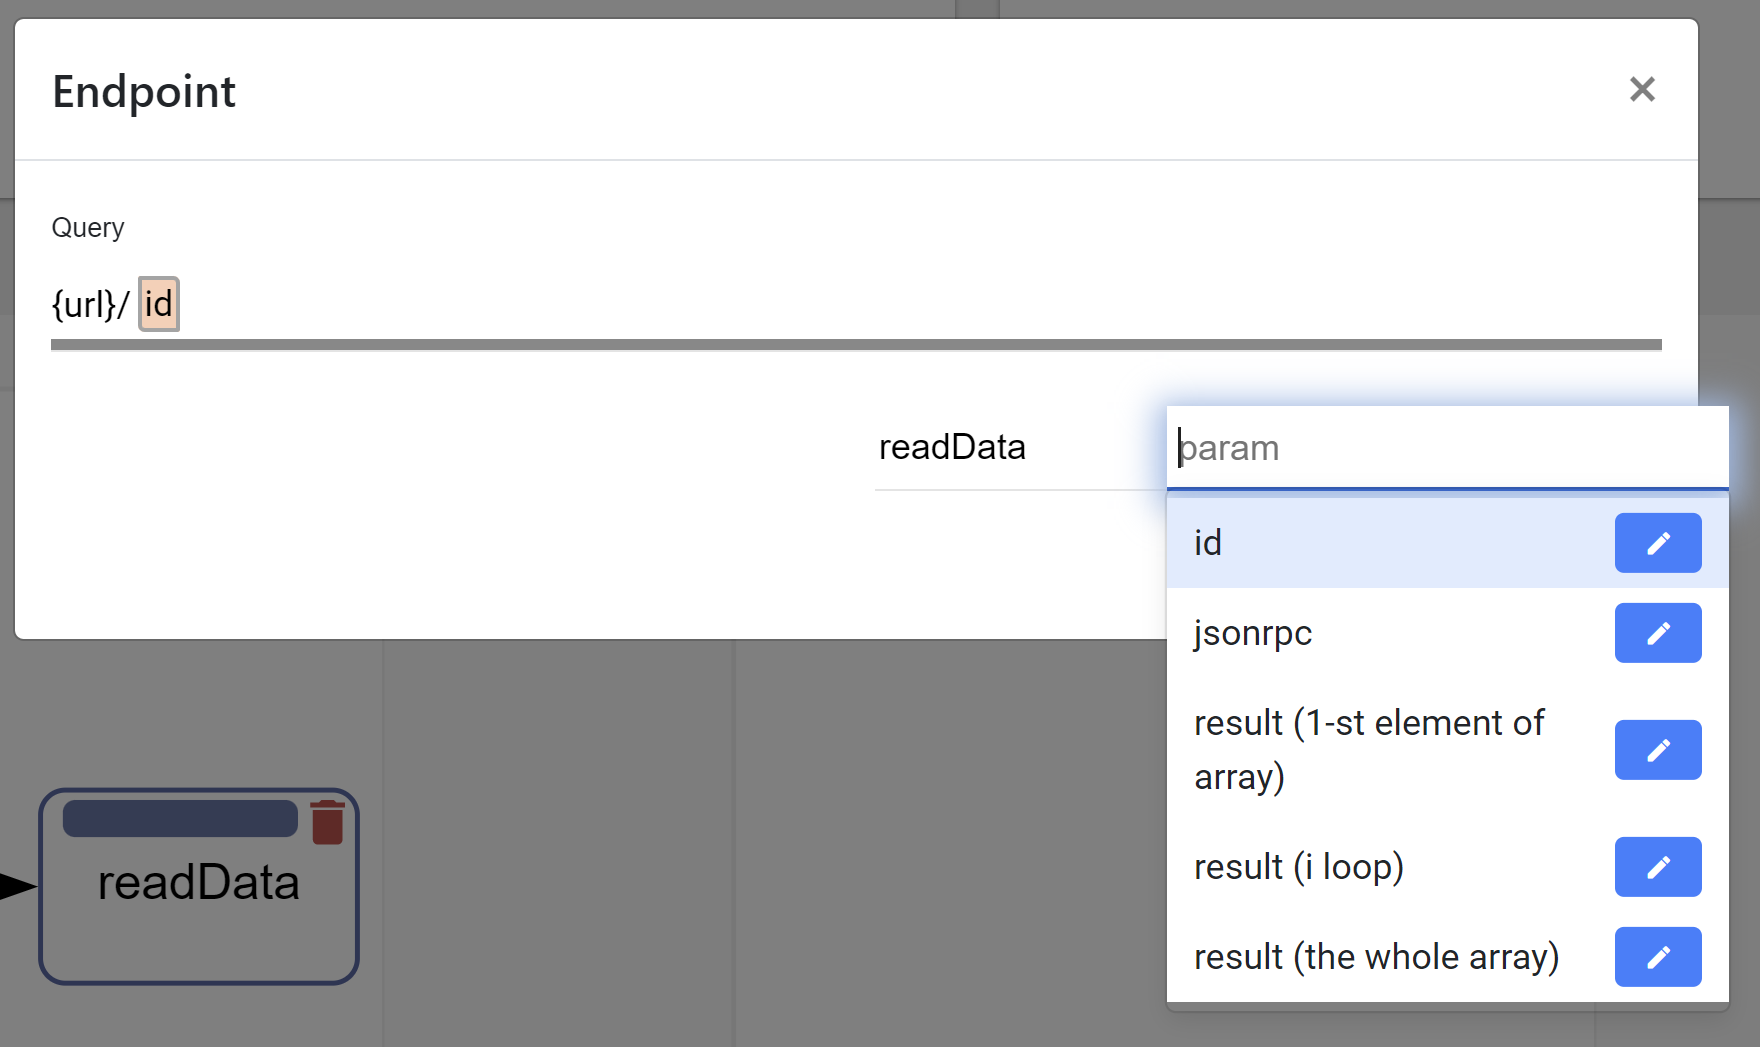 Endpoint
Query
{url}/ id
readData
param
id
jsonrpc
result (1-st element of
array)
result (i loop)
result (the whole array)
readData